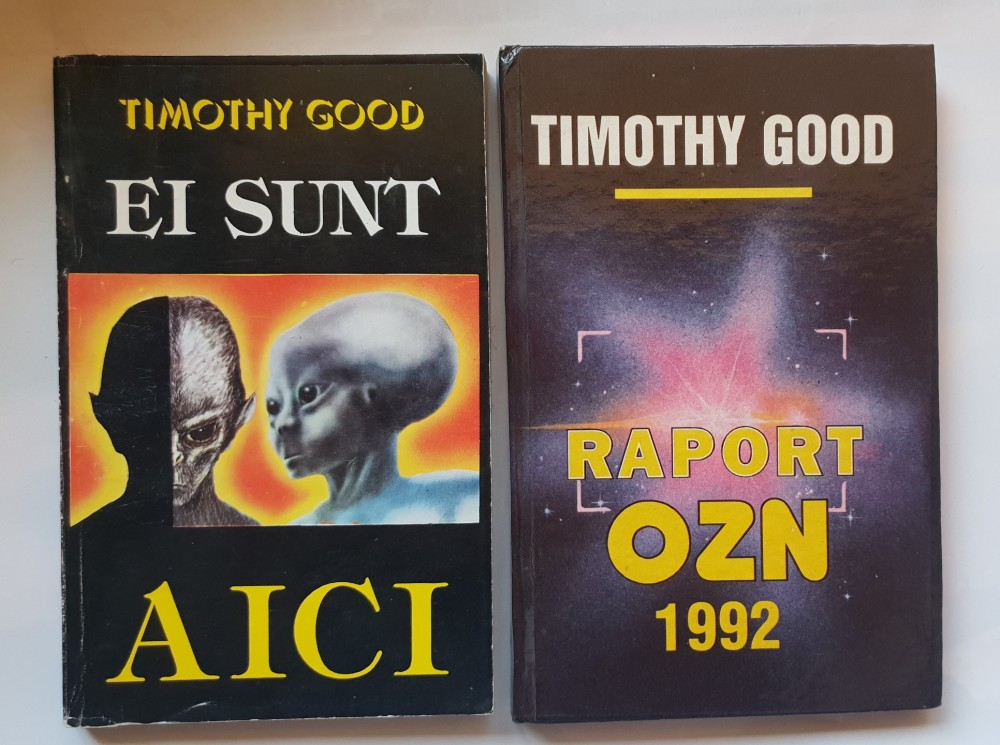 TIMOTHY GOOD
EI SUNT
AICI
TIMOTHY GOOD
RAPORT
OZN
1992